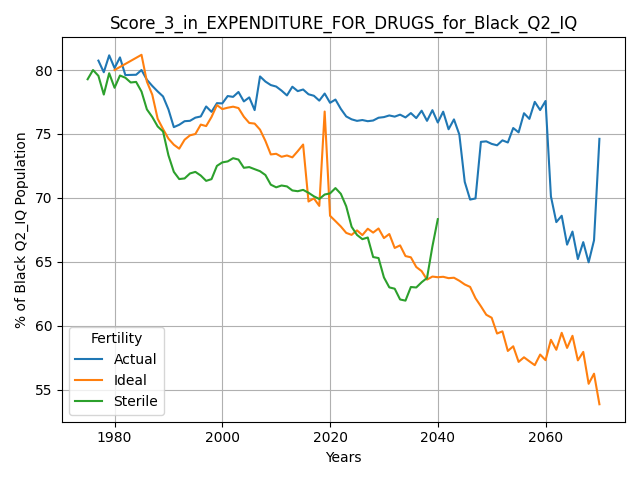 Score_3_in_EXPENDITURE_FOR_DRUGS_for_Black_Q2_IQ
% of Black Q2_IQ Population
80
75
70
65
60
55
Fertility
Actual
Ideal
Sterile
1980
2000
2020
2040
2060
Years